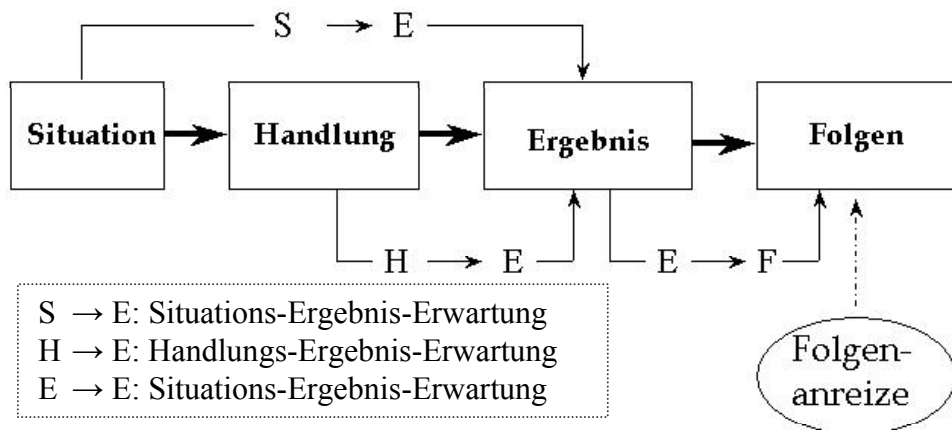 S → E
Situation
Handlung
Ergebnis
Folgen
H → E
E → F
S → E: Situations-Ergebnis-Erwartung
H → E: Handlungs-Ergebnis-Erwartung
E → E: Situations-Ergebnis-Erwartung
Folgen-
anreize